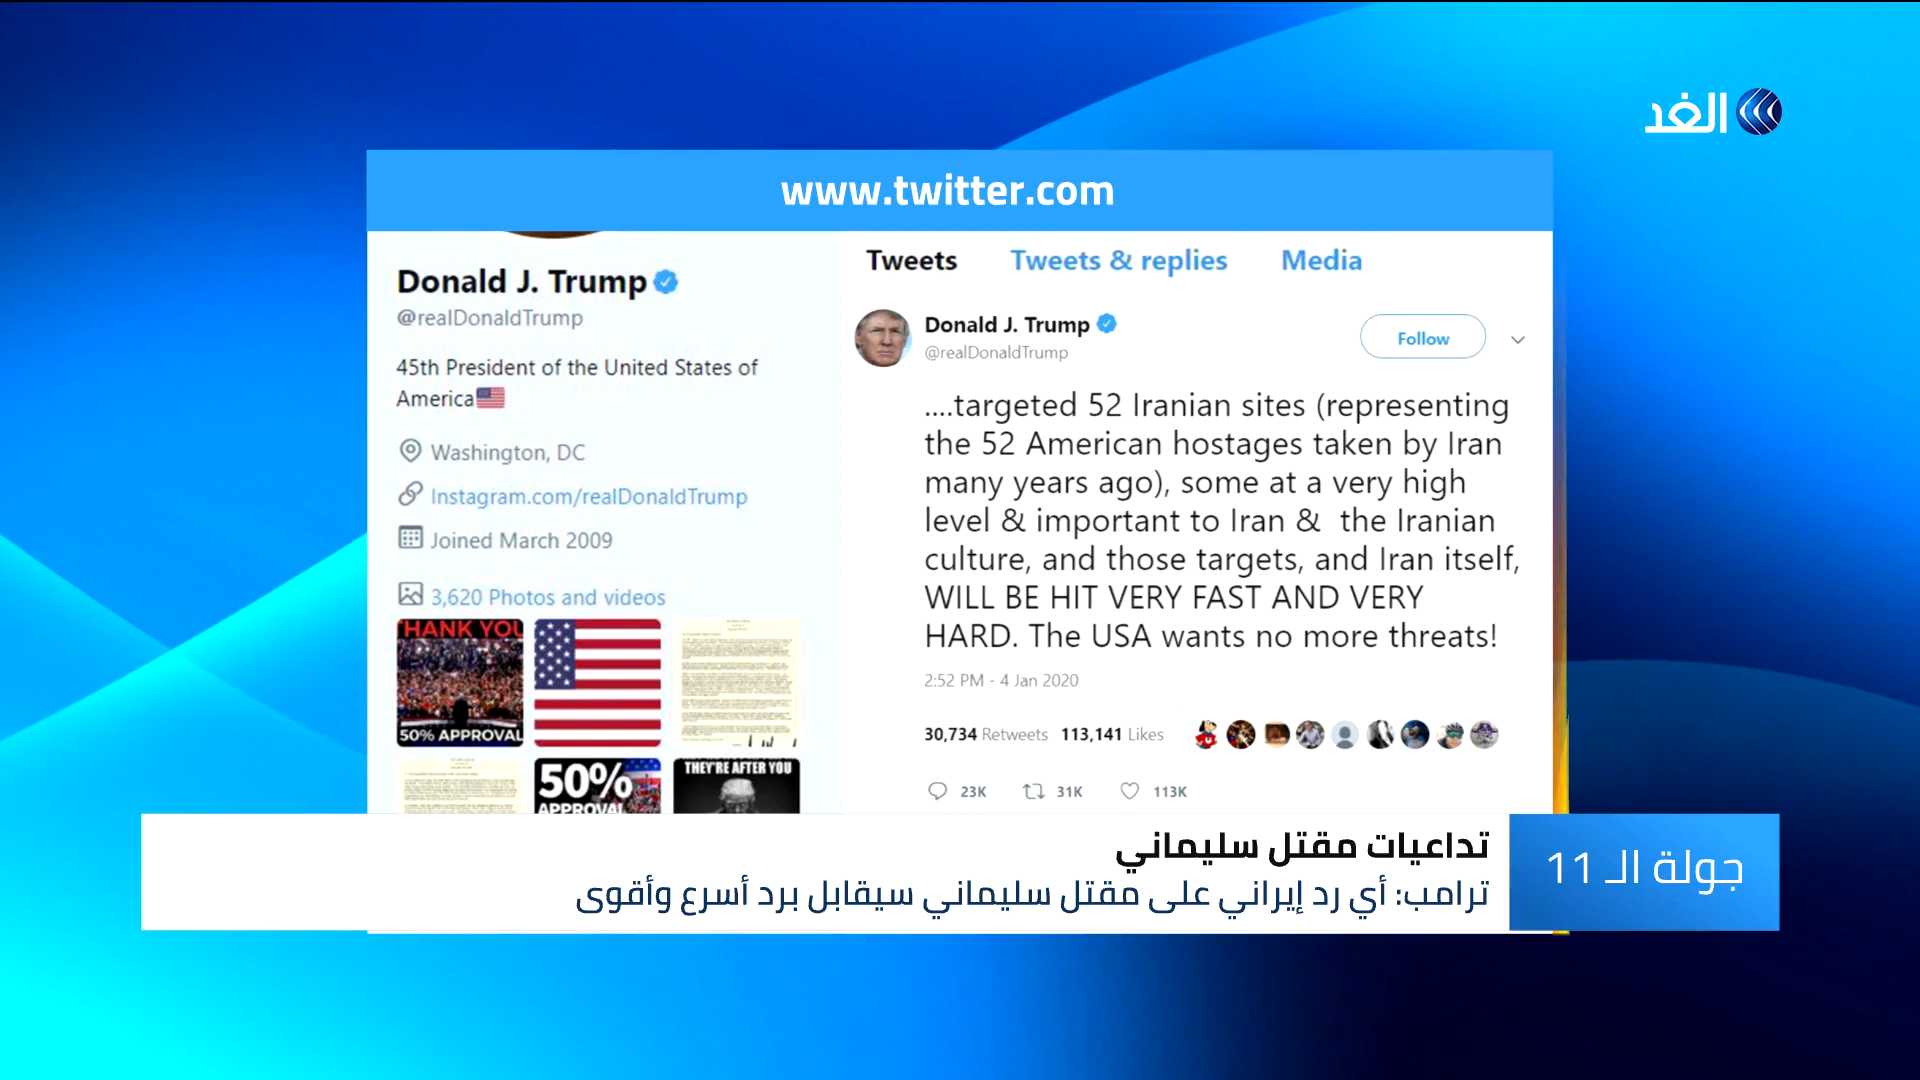 الغد
www.twitter.com
Donald J. Trump
@realDonaldTrump
45th President of the United States of
America
Washington, DC
Instagram.com/realDonaldTrump
Joined March 2009
3,620 Photos and videos
THANK YOU
50% APPROVAL
50%
APPROVAL
THEY'RE AFTER YOU
Tweets Tweets & replies Media
Donald J. Trump
@realDonaldTrump
Follow
....targeted 52 Iranian sites (representing
the 52 American hostages taken by Iran
many years ago), some at a very high
level & important to Iran & the Iranian
culture, and those targets, and Iran itself,
WILL BE HIT VERY FAST AND VERY
HARD. The USA wants no more threats!
2:52 PM - 4 Jan 2020
30,734 Retweets 113,141 Likes
23K 31K 113K
جولة الـ 11
تداعيات مقتل سليماني
ترامب: أي رد إيراني على مقتل سليماني سيقابل برد أسرع وأقوى